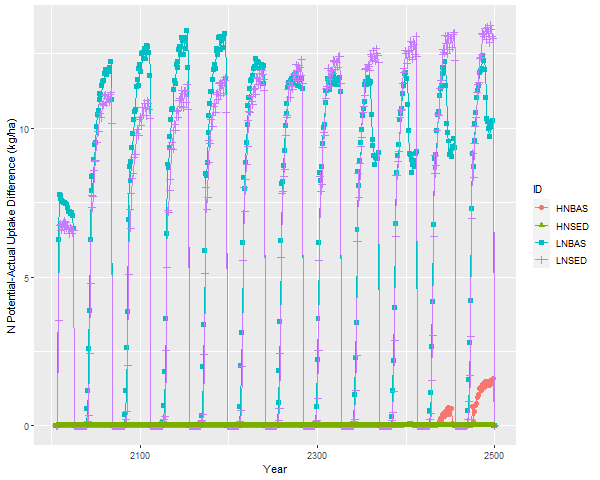 N Potential-Actual Uptake Difference (kg/ha)
10
5
0
2100
2300
2500
Year
ID
HNBAS
HNSED
LNBAS
LNSED